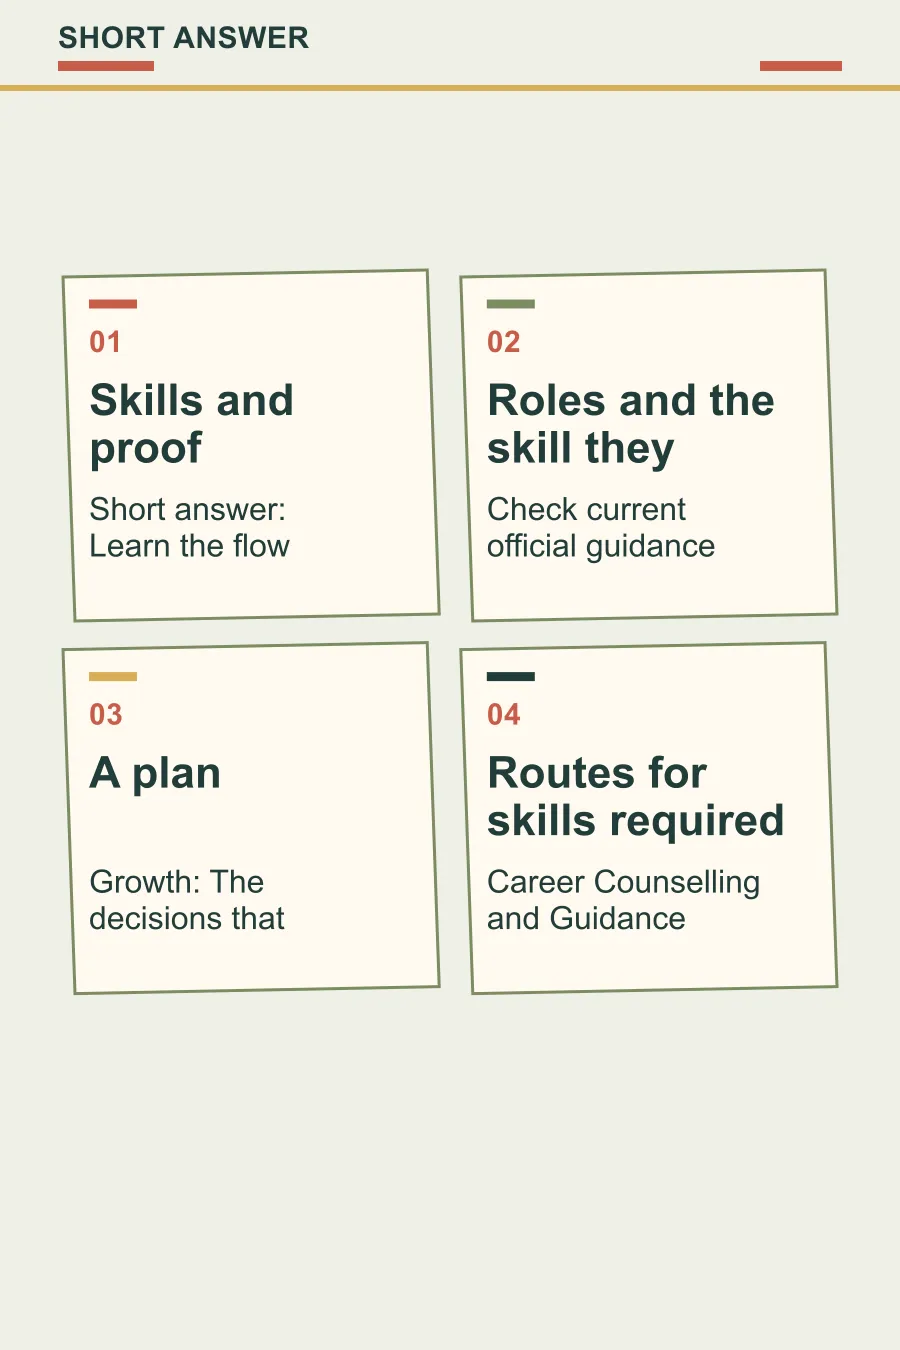 SHORT ANSWER
01
Skills and
proof
Short answer:
Learn the flow
02
Roles and the
skill they
Check current
official guidance
03
A plan
Growth: The
decisions that
04
Routes for
skills required
Career Counselling
and Guidance